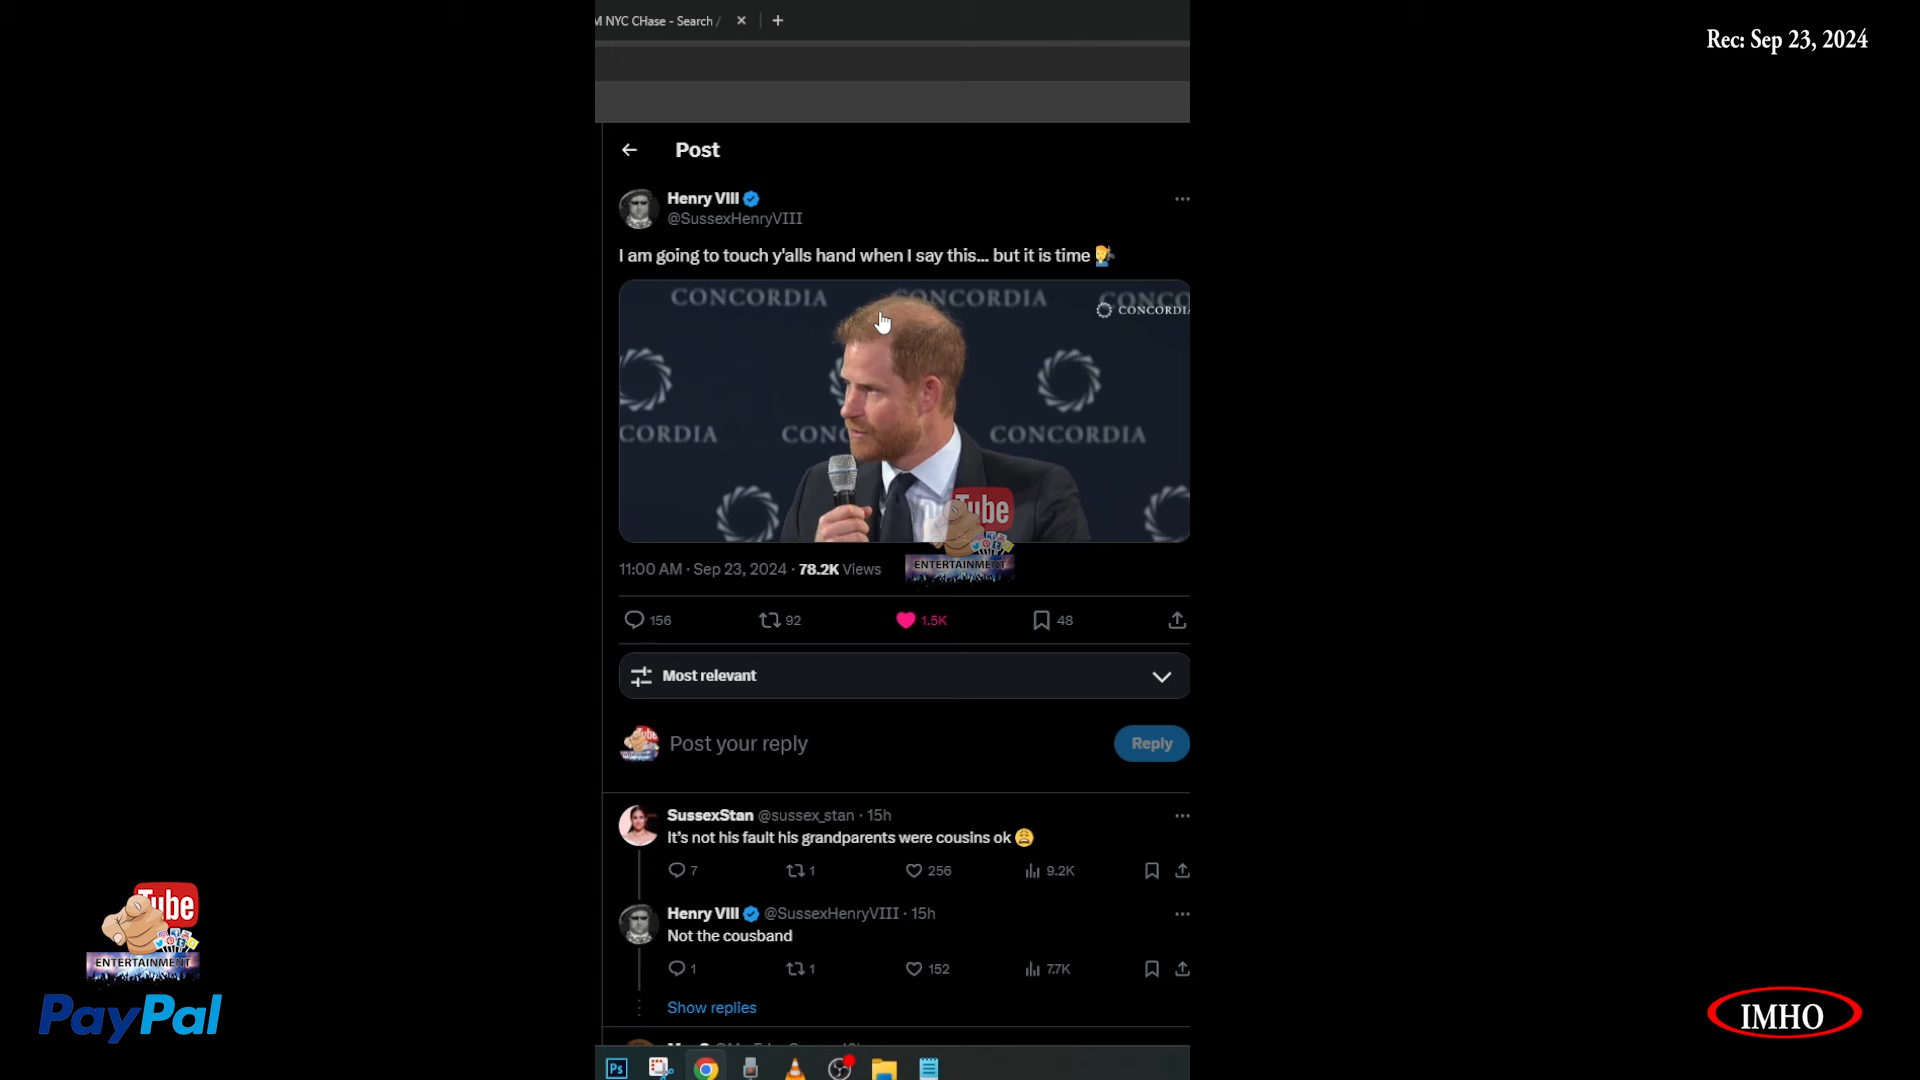 M NYC CHase - Search /
Rec: Sep 23, 2024
Post
Henry VIII
@SussexHenryVIII
I am going to touch y'alls hand when I say this... but it is time
CONCORDIA CONCORDIA CONCO
CONCORDIA
CORDIA CONC CONCORDIA
Tube
ENTERTAINMENT
11:00 AM · Sep 23, 2024 · 78.2K Views
156 92 1.5K 48
Most relevant
Post your reply
Reply
SussexStan @sussex_stan · 15h
It's not his fault his grandparents were cousins ok
7 1 256 9.2K
Henry VIII @SussexHenryVIII · 15h
Not the cousband
1 1 152 7.7K
Show replies
Tube
ENTERTAINMENT
PayPal
IMHO
Ps